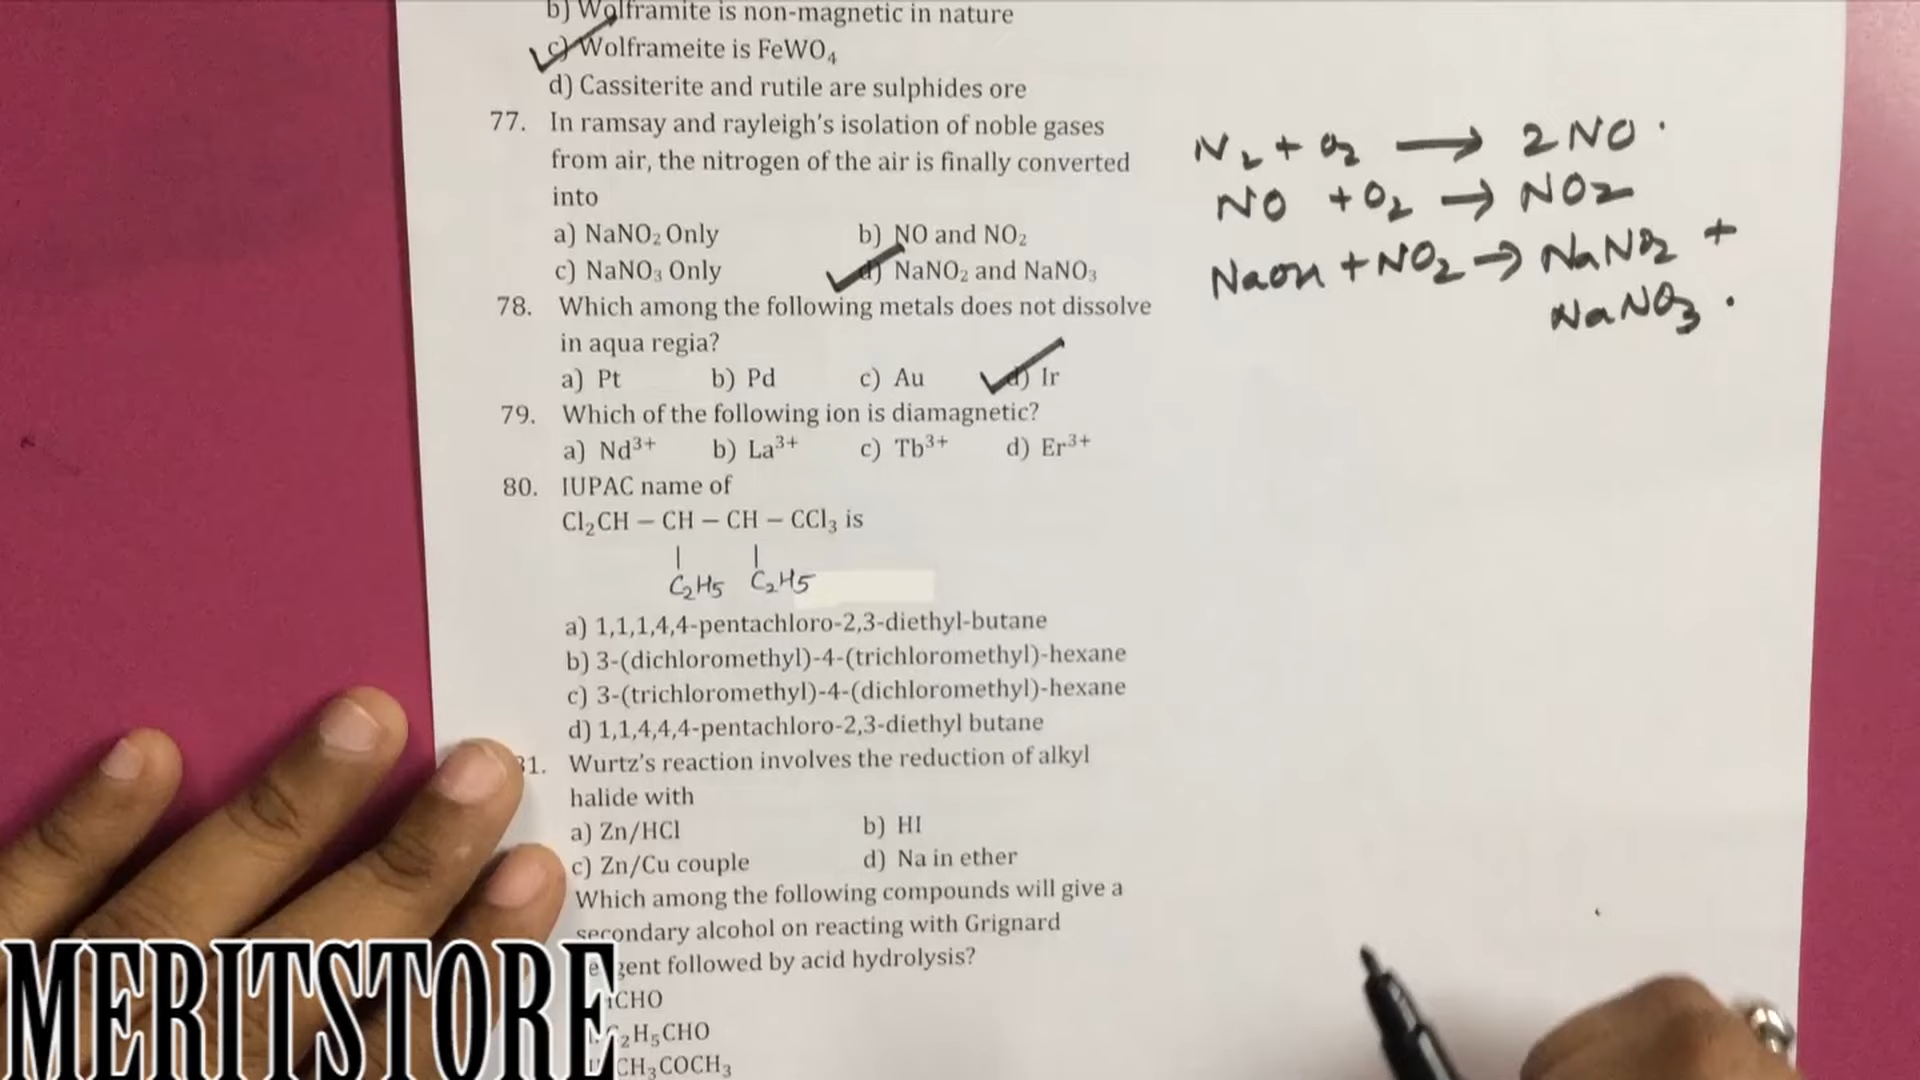 b) Wolframite is non-magnetic in nature
c) Wolframeite is FeWO₄
d) Cassiterite and rutile are sulphides ore
77. In ramsay and rayleigh's isolation of noble gases
from air, the nitrogen of the air is finally converted
into
a) NaNO₂ Only b) NO and NO₂
c) NaNO₃ Only d) NaNO₂ and NaNO₃
78. Which among the following metals does not dissolve
in aqua regia?
a) Pt b) Pd c) Au d) Ir
79. Which of the following ion is diamagnetic?
a) Nd³⁺ b) La³⁺ c) Tb³⁺ d) Er³⁺
80. IUPAC name of
Cl₂CH – CH – CH – CCl₃ is
| |
C₂H5 C₂H5
a) 1,1,1,4,4-pentachloro-2,3-diethyl-butane
b) 3-(dichloromethyl)-4-(trichloromethyl)-hexane
c) 3-(trichloromethyl)-4-(dichloromethyl)-hexane
d) 1,1,4,4,4-pentachloro-2,3-diethyl butane
31. Wurtz's reaction involves the reduction of alkyl
halide with
a) Zn/HCl b) HI
c) Zn/Cu couple d) Na in ether
Which among the following compounds will give a
secondary alcohol on reacting with Grignard
gent followed by acid hydrolysis?
CHO
₂H₅CHO
CH₃COCH₃
N₂ + O₂ → 2NO.
NO + O₂ → NO₂
NaOH + NO₂ → NaNO₂ +
NaNO₃.
MERITSTORE